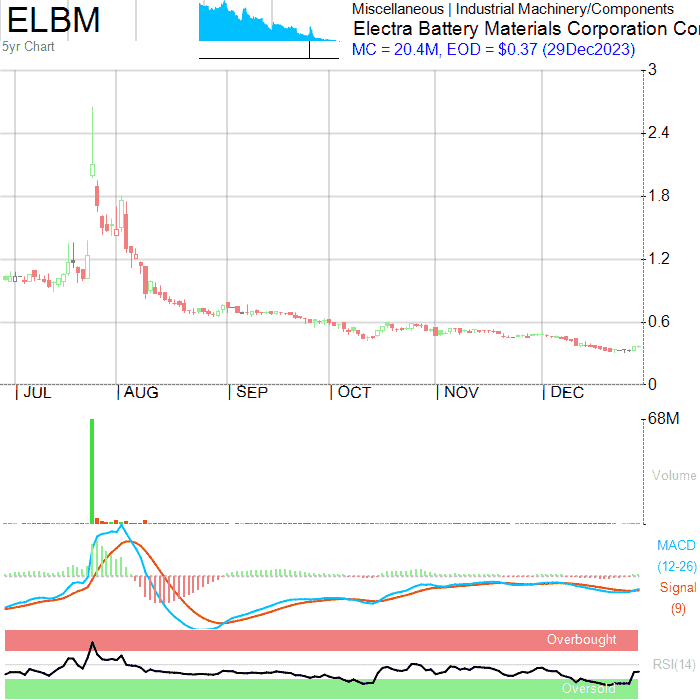 ELBM
5yr Chart
Miscellaneous | Industrial Machinery/Components
Electra Battery Materials Corporation Co
MC = 20.4M, EOD = $0.37 (29Dec2023)
3
2.4
1.8
1.2
0.6
0
JUL AUG SEP OCT NOV DEC
68M
Volume
MACD
(12-26)
Signal
(9)
Overbought
RSI(14)
Oversold